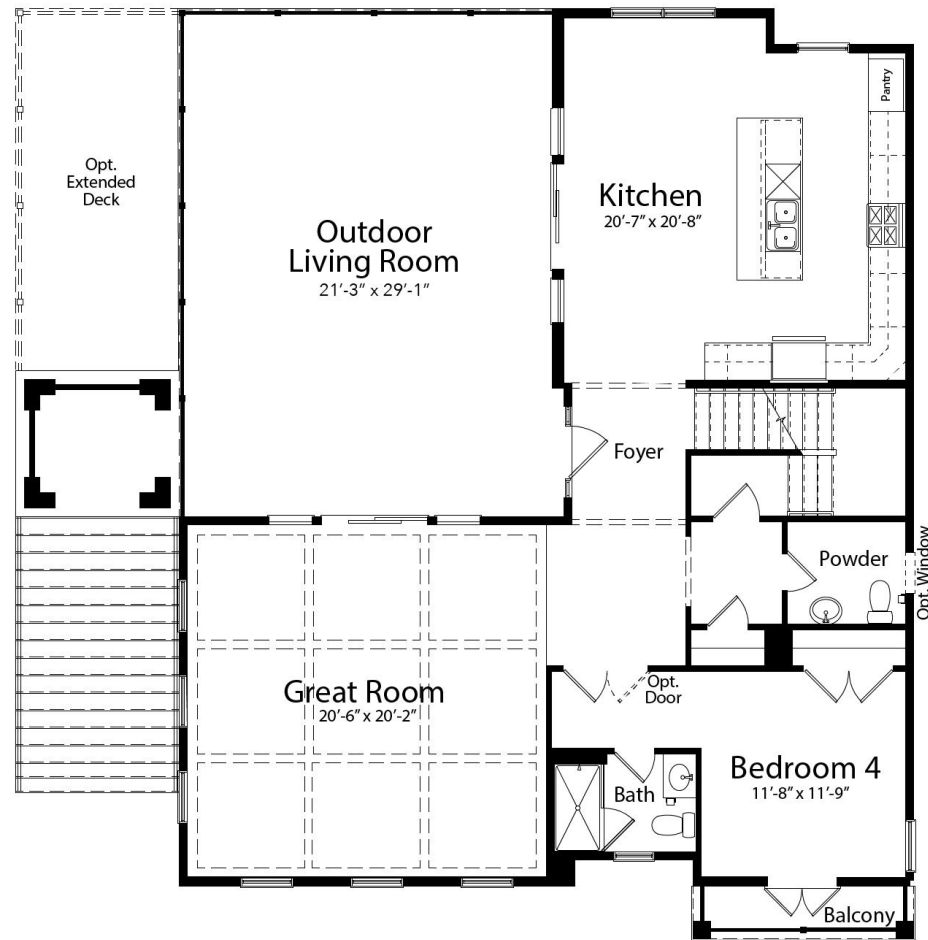 Opt.
Extended
Deck
Outdoor
Living Room
21'-3" x 29'-1"
Kitchen
20'-7" x 20'-8"
Pantry
Foyer
Powder
Opt. Window
Great Room
20'-6" x 20'-2"
Opt.
Door
Bath
Bedroom 4
11'-8" x 11'-9"
Balcony